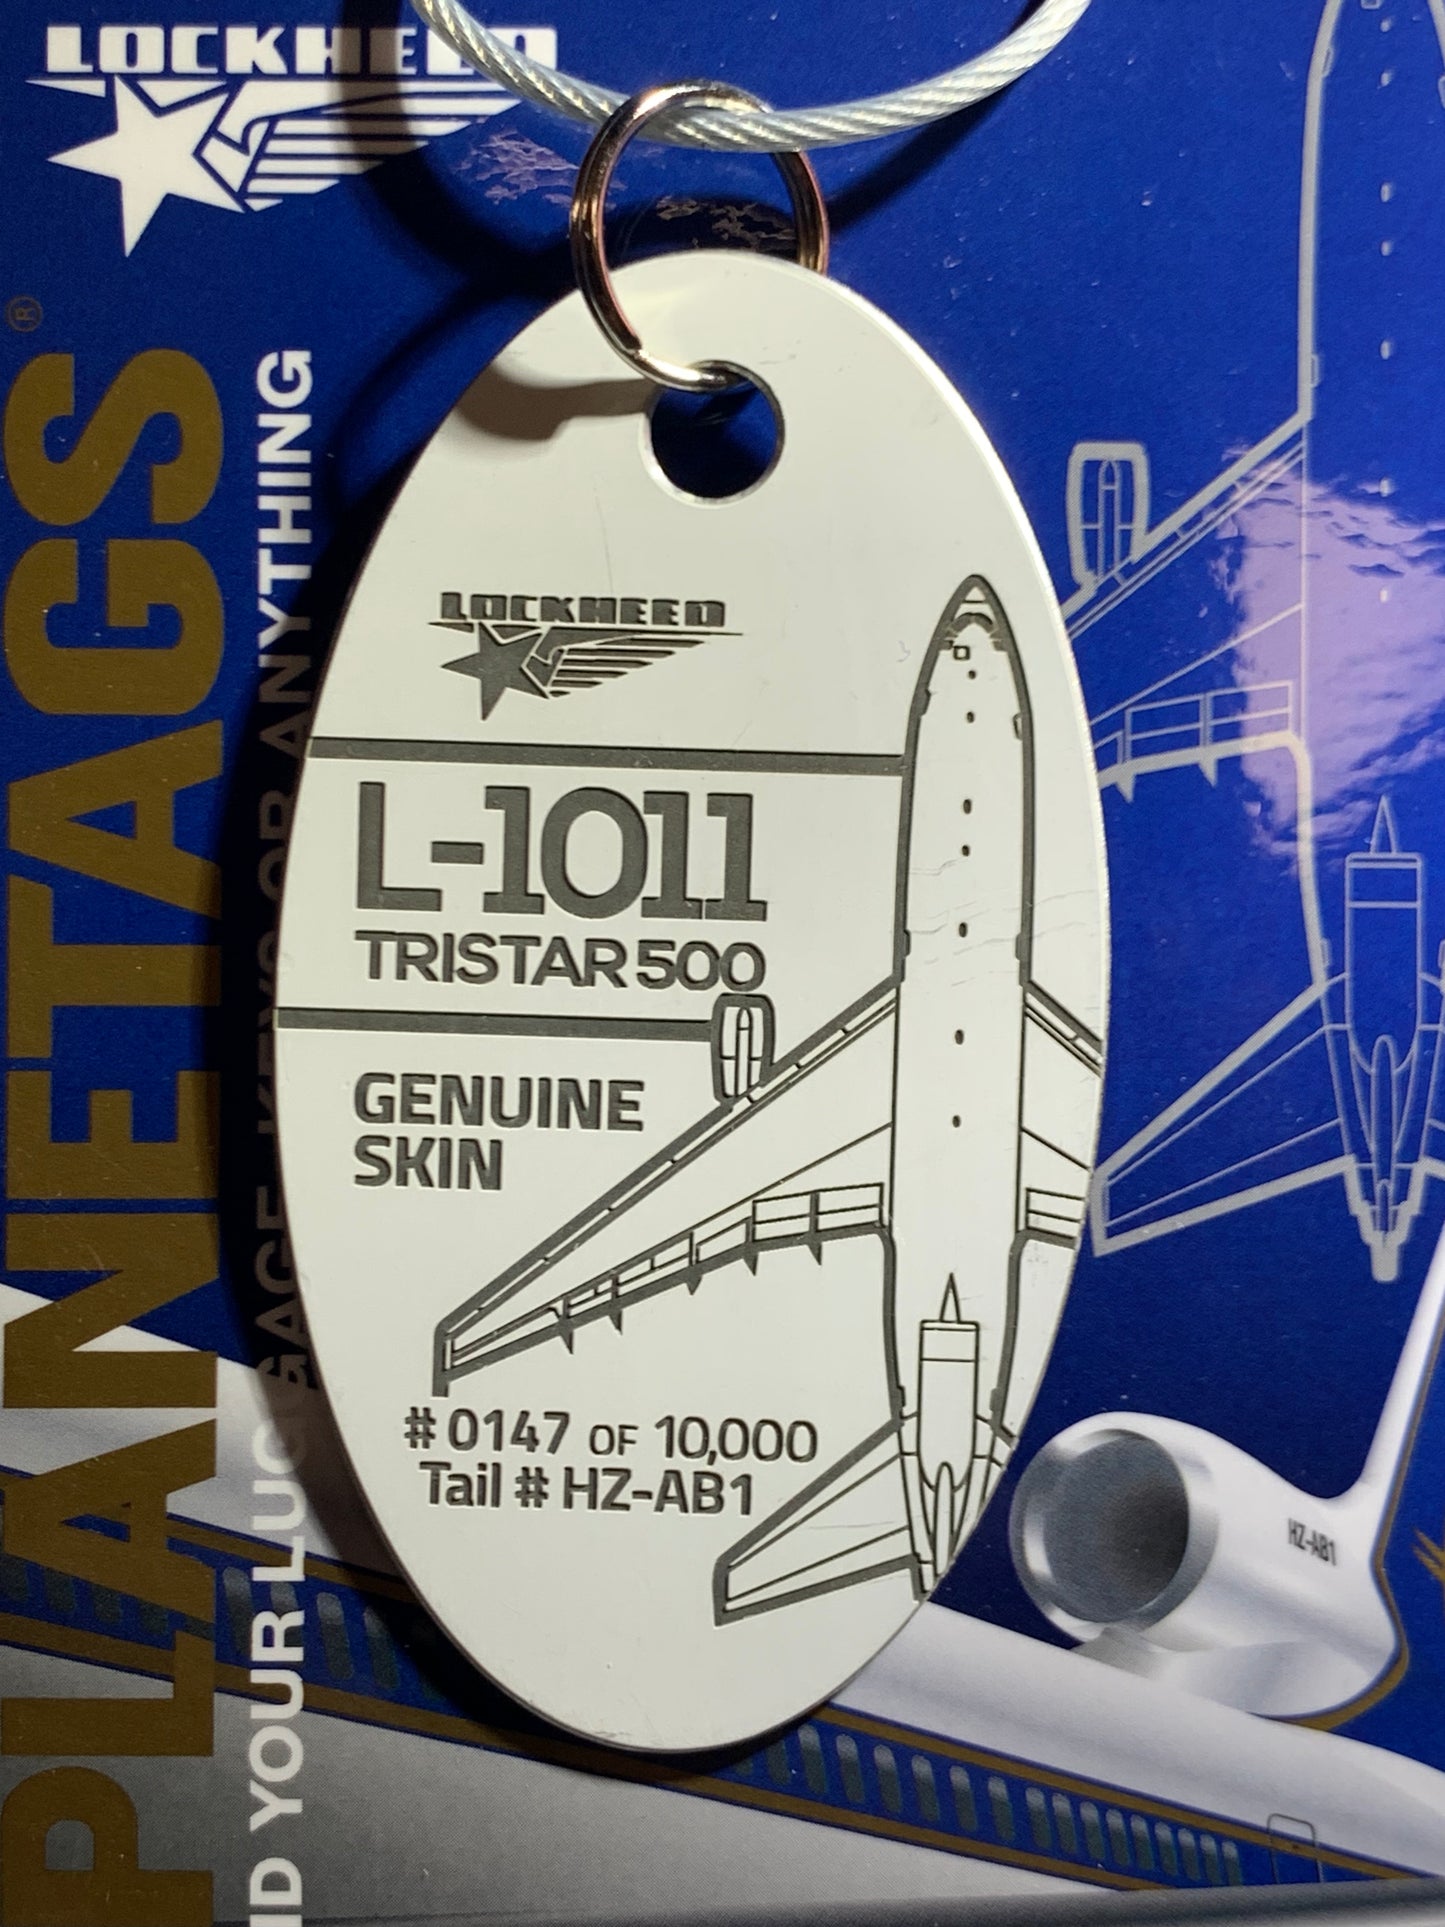 LOCKHEED
PLANETAGS®
ND YOUR LUGGAGE, KEYS OR ANYTHING
LOCKHEED
L-1011
TRISTAR 500
GENUINE
SKIN
# 0147 OF 10,000
Tail # HZ-AB1
HZ-AB1